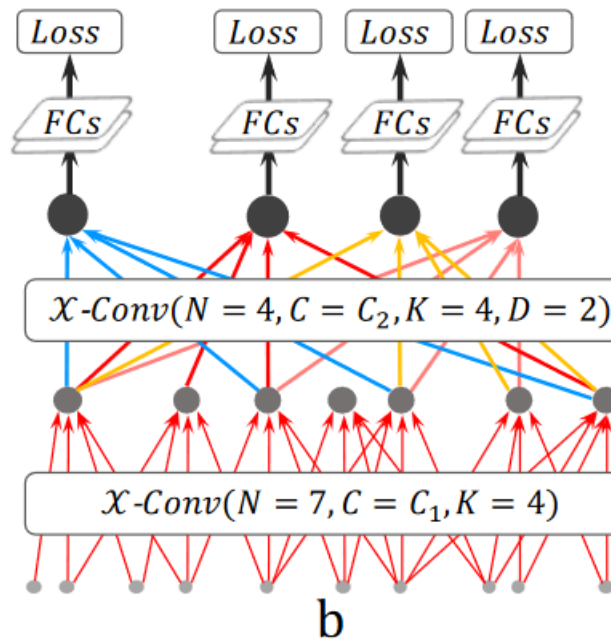 Loss Loss Loss Loss
FCs FCs FCs FCs
𝒳-Conv(N = 4, C = C₂, K = 4, D = 2)
𝒳-Conv(N = 7, C = C₁, K = 4)
b